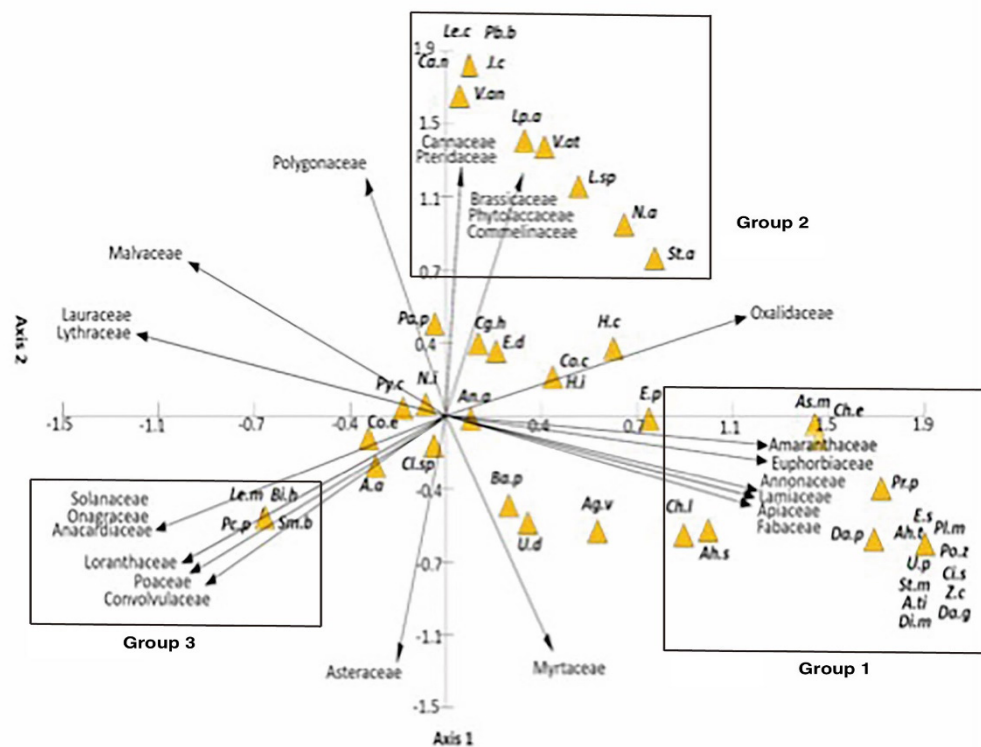 Le.c Pb.b
1.9
Ca.n J.c
V.an
1.5
Lp.a
Cannaceae
V.at
Polygonaceae
Pteridaceae
L.sp
1.1
Brassicaceae
Phytolaccaceae
N.a
Commelinaceae
Group 2
Malvaceae
St.a
0.7
Lauraceae
Lythraceae
Oxalidaceae
Pa.p
Cg.h
H.c
E.d
0.4
Axis 2
Co.c
Py.c
N.i
H.i
An.a
E.p
As.m
Ch.e
-1.5 -1.1 -0.7 -0.4 0.4 0.7 1.1 1.5 1.9
Co.e
Cl.sp
Amaranthaceae
Euphorbiaceae
A.a
-0.4
Annonaceae
Pr.p
Solanaceae
Le.m Bi.h
Ba.p
Ag.v
Ch.l
Lamiaceae
Onagraceae
Apiaceae
E.s
Anacardiaceae
Pc.p Sm.b
Fabaceae
Pl.m
U.d
Ah.s
Da.p
Ah.t
Po.z
Loranthaceae
-0.7
U.p
Ci.s
Poaceae
St.m
Z.c
Convolvulaceae
A.ti
Da.g
Di.m
Group 3
-1.1
Group 1
Asteraceae
Myrtaceae
-1.5
Axis 1